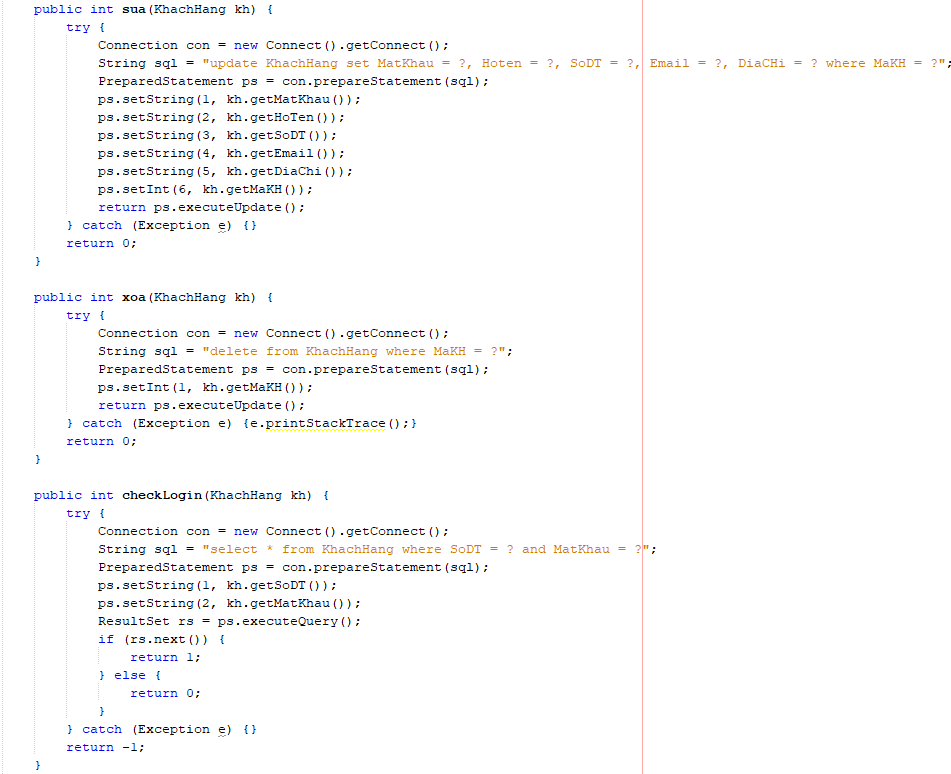 public int sua(KhachHang kh) {
try {
Connection con = new Connect().getConnect();
String sql = "update KhachHang set MatKhau = ?, Hoten = ?, SoDT = ?, Email = ?, DiaCHi = ? where MaKH = ?";
PreparedStatement ps = con.prepareStatement(sql);
ps.setString(1, kh.getMatKhau());
ps.setString(2, kh.getHoTen());
ps.setString(3, kh.getSoDT());
ps.setString(4, kh.getEmail());
ps.setString(5, kh.getDiaChi());
ps.setInt(6, kh.getMaKH());
return ps.executeUpdate();
} catch (Exception e) {}
return 0;
}
public int xoa(KhachHang kh) {
try {
Connection con = new Connect().getConnect();
String sql = "delete from KhachHang where MaKH = ?";
PreparedStatement ps = con.prepareStatement(sql);
ps.setInt(1, kh.getMaKH());
return ps.executeUpdate();
} catch (Exception e) {e.printStackTrace();}
return 0;
}
public int checkLogin(KhachHang kh) {
try {
Connection con = new Connect().getConnect();
String sql = "select * from KhachHang where SoDT = ? and MatKhau = ?";
PreparedStatement ps = con.prepareStatement(sql);
ps.setString(1, kh.getSoDT());
ps.setString(2, kh.getMatKhau());
ResultSet rs = ps.executeQuery();
if (rs.next()) {
return 1;
} else {
return 0;
}
} catch (Exception e) {}
return -1;
}